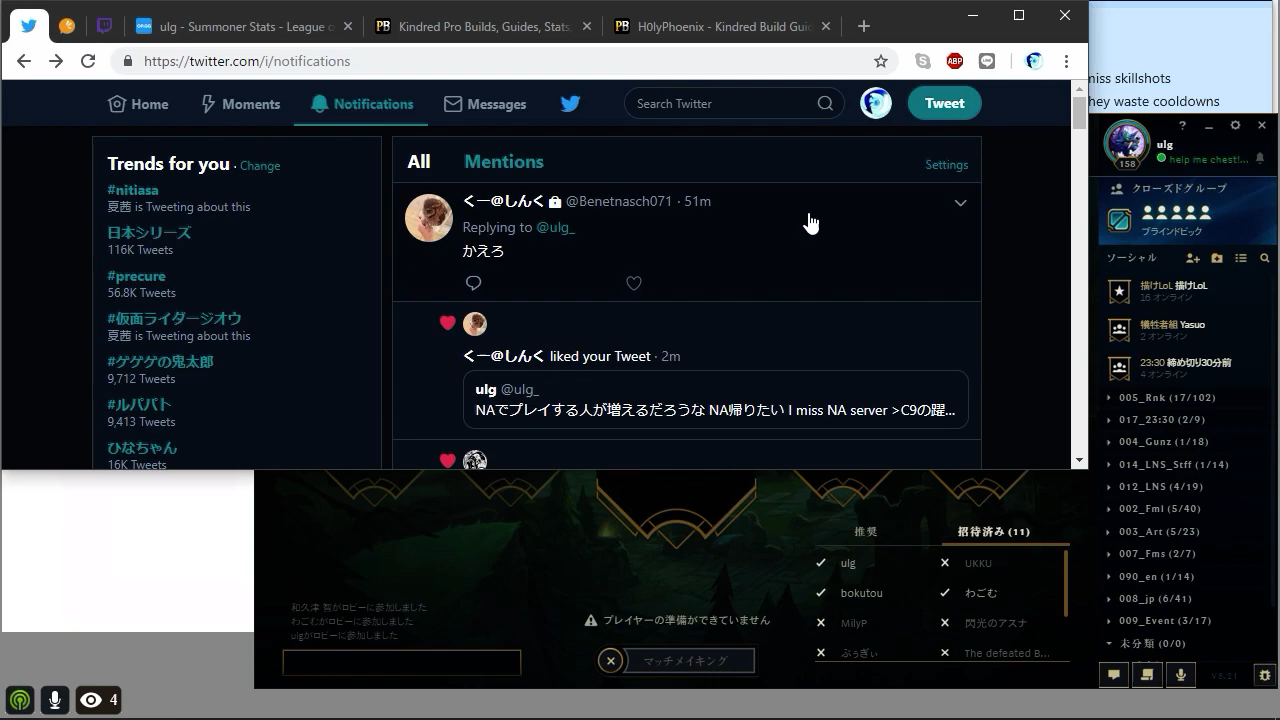 ulg - Summoner Stats - League o
Kindred Pro Builds, Guides, Stats,
H0lyPhoenix - Kindred Build Guid
https://twitter.com/i/notifications
ABP
Home
Moments
Notifications
Messages
Search Twitter
Tweet
Trends for you · Change
#nitiasa
夏茜 is Tweeting about this
日本シリーズ
116K Tweets
#precure
56.8K Tweets
#仮面ライダージオウ
夏茜 is Tweeting about this
#ゲゲゲの鬼太郎
9,712 Tweets
#ルパパト
9,413 Tweets
ひなちゃん
16K Tweets
All
Mentions
Settings
くー@しんく @Benetnasch071 · 51m
Replying to @ulg_
かえろ
くー@しんく liked your Tweet · 2m
ulg @ulg_
NAでプレイする人が増えるだろうな NA帰りたい I miss NA server >C9の躍...
miss skillshots
hey waste cooldowns
ulg
158
help me chest!...
クローズドグループ
ブラインドピック
ソーシャル
描けLoL 描けLoL
16 オンライン
犠牲者組 Yasuo
2 オンライン
23:30 締め切り30分前
4 オンライン
005_Rnk (17/102)
017_23:30 (2/9)
004_Gunz (1/18)
014_LNS_Stff (1/14)
012_LNS (4/19)
002_Fml (5/40)
003_Art (5/23)
007_Fms (2/7)
090_en (1/14)
008_jp (6/41)
009_Event (3/17)
未分類 (0/0)
V8.21
推奨
招待済み (11)
ulg
UKKU
bokutou
わごむ
MilyP
閃光のアスナ
ぷぅぎぃ
The defeated B...
和久津 智がロビーに参加しました
わごむがロビーに参加しました
ulgがロビーに参加しました
プレイヤーの準備ができていません
マッチメイキング
4